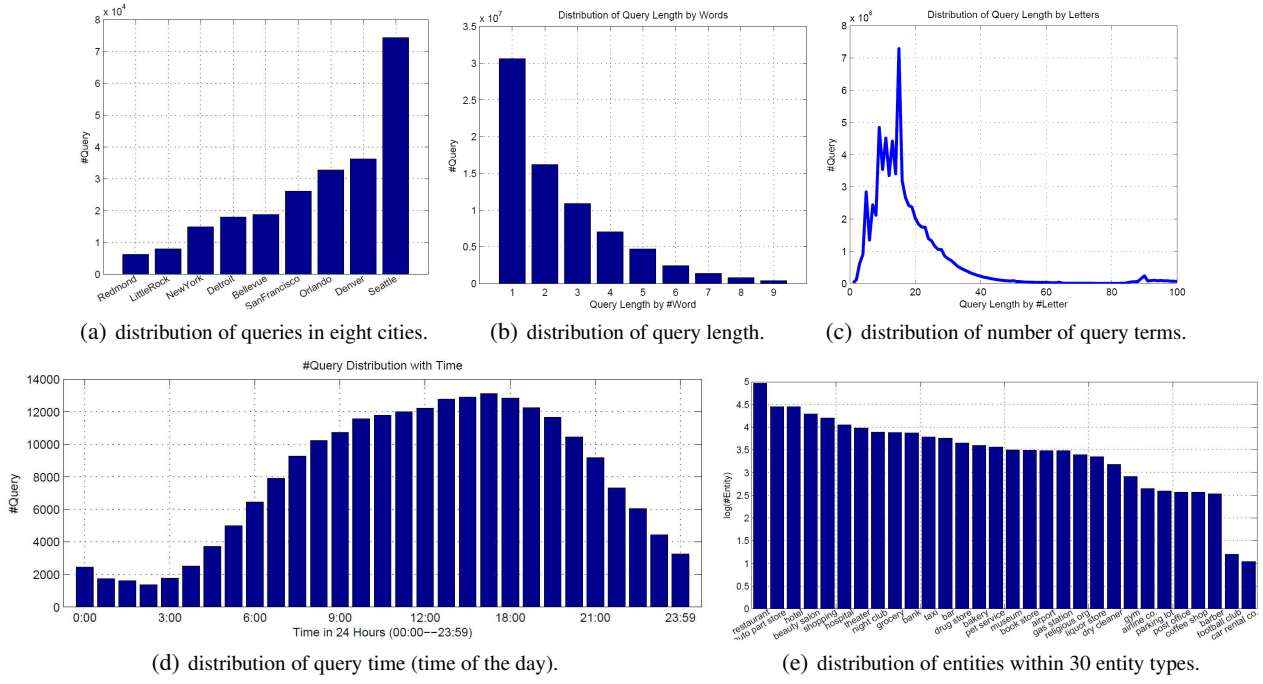 x 10^4
8
7
6
5
4
3
2
1
0
#Query
Redmond
LittleRock
NewYork
Detroit
Bellevue
SanFrancisco
Orlando
Denver
Seattle
(a) distribution of queries in eight cities.
x 10^7
Distribution of Query Length by Words
3.5
3
2.5
2
1.5
1
0.5
0
#Query
1 2 3 4 5 6 7 8 9
Query Length by #Word
(b) distribution of query length.
x 10^6
Distribution of Query Length by Letters
8
7
6
5
4
3
2
1
0
#Query
0 20 40 60 80 100
Query Length by #Letter
(c) distribution of number of query terms.
#Query Distribution with Time
14000
12000
10000
8000
6000
4000
2000
0
#Query
0:00 3:00 6:00 9:00 12:00 18:00 21:00 23:59
Time in 24 Hours (00:00−−23:59)
(d) distribution of query time (time of the day).
5
4.5
4
3.5
3
2.5
2
1.5
1
0.5
0
log(#Entity)
restaurant
auto part store
hotel
beauty salon
shopping
hospital
theater
night club
grocery
bank
taxi
bar
drug store
bakery
pet service
museum
book store
airport
gas station
religious org
liquor store
dry cleaner
gym
airline co.
parking lot
post office
coffee shop
barber
football club
car rental co.
(e) distribution of entities within 30 entity types.